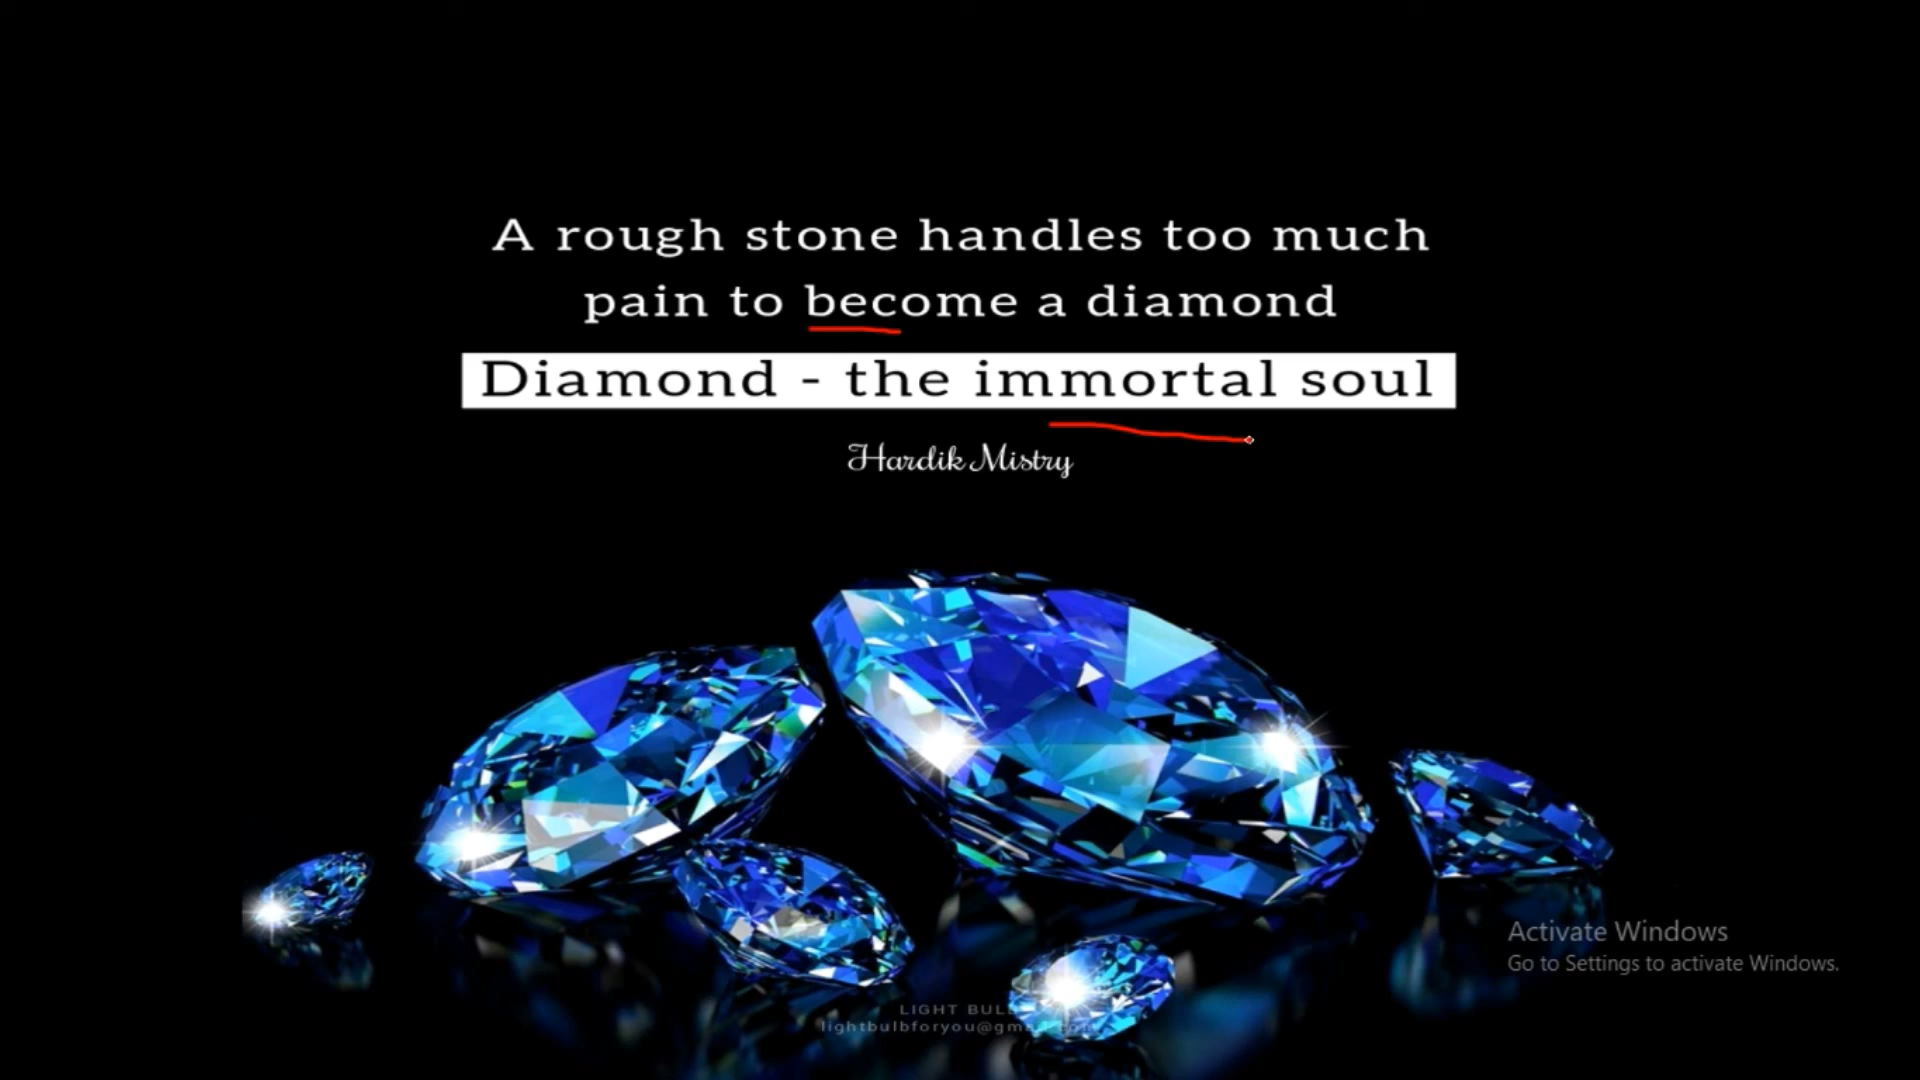 A rough stone handles too much
pain to become a diamond
Diamond - the immortal soul
Hardik Mistry
Activate Windows
Go to Settings to activate Windows.
LIGHT